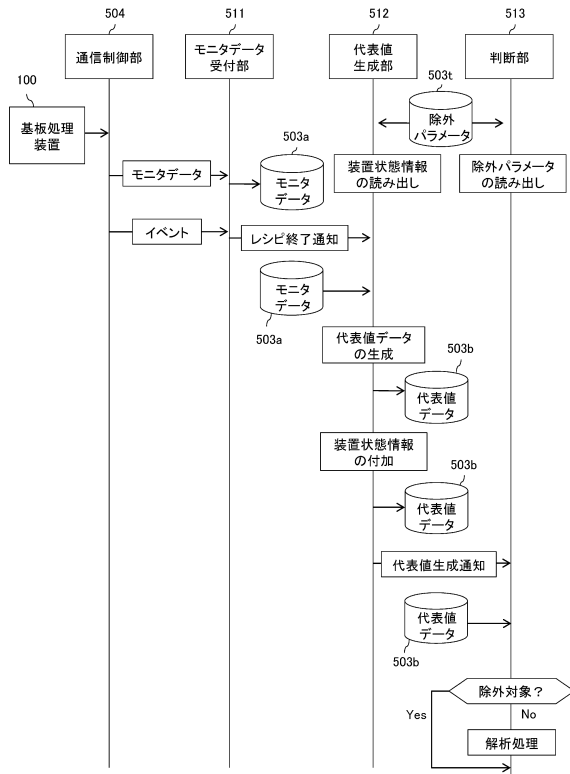 504
511
512
513
通信制御部
モニタデータ
受付部
代表値
生成部
判断部
100
基板処理
装置
503t
除外
パラメータ
503a
モニタデータ
モニタ
データ
装置状態情報
の読み出し
除外パラメータ
の読み出し
イベント
レシピ終了通知
モニタ
データ
503a
代表値データ
の生成
503b
代表値
データ
装置状態情報
の付加
503b
代表値
データ
代表値生成通知
代表値
データ
503b
除外対象？
Yes
No
解析処理